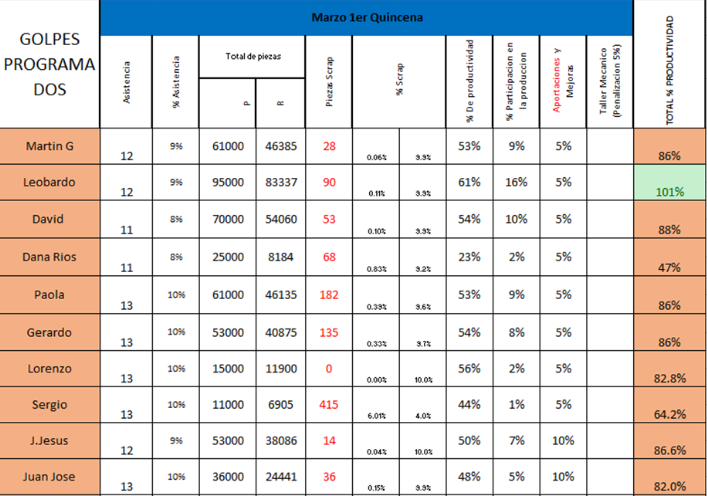 Marzo 1er Quincena
GOLPES
PROGRAMA
DOS
Asistencia
% Asistencia
Total de piezas
P
R
Piezas Scrap
% Scrap
% De productividad
% Participacion en
la produccion
Aportaciones y
Mejoras
Taller Mecanico
(Penalizacion 5%)
TOTAL % PRODUCTIVIDAD
Martin G 12 9% 61000 46385 28 0.06% 9.9% 53% 9% 5% 86%
Leobardo 12 9% 95000 83337 90 0.11% 9.9% 61% 16% 5% 101%
David 11 8% 70000 54060 53 0.10% 9.9% 54% 10% 5% 88%
Dana Rios 11 8% 25000 8184 68 0.83% 9.2% 23% 2% 5% 47%
Paola 13 10% 61000 46135 182 0.39% 9.6% 53% 9% 5% 86%
Gerardo 13 10% 53000 40875 135 0.33% 9.7% 54% 8% 5% 86%
Lorenzo 13 10% 15000 11900 0 0.00% 10.0% 56% 2% 5% 82.8%
Sergio 13 10% 11000 6905 415 6.01% 4.0% 44% 1% 5% 64.2%
J.Jesus 12 9% 53000 38086 14 0.04% 10.0% 50% 7% 10% 86.6%
Juan Jose 13 10% 36000 24441 36 0.15% 9.9% 48% 5% 10% 82.0%